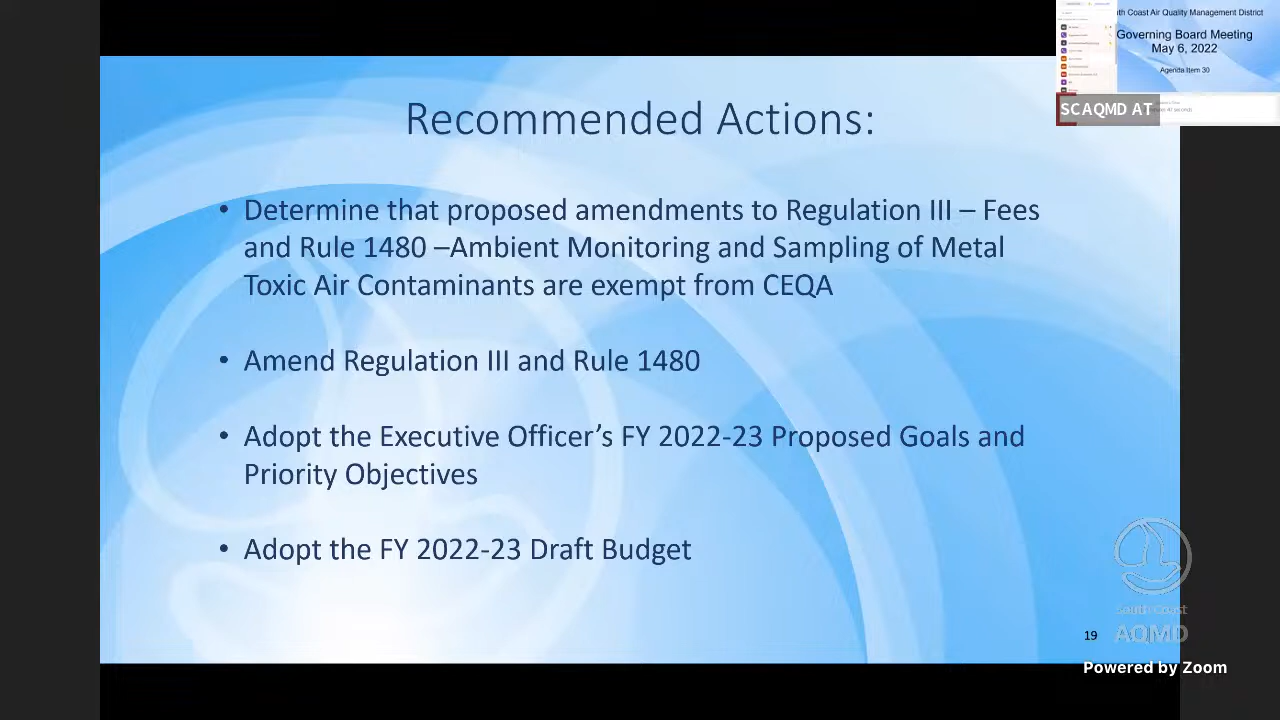 Recommended Actions:
• Determine that proposed amendments to Regulation III – Fees
and Rule 1480 –Ambient Monitoring and Sampling of Metal
Toxic Air Contaminants are exempt from CEQA
• Amend Regulation III and Rule 1480
• Adopt the Executive Officer’s FY 2022-23 Proposed Goals and
Priority Objectives
• Adopt the FY 2022-23 Draft Budget
19
Coast Air Quality Management District
Governing Board Meeting
May 6, 2022
Agenda Item 30
SCAQMD AT
South Coast
AQMD
Powered by Zoom